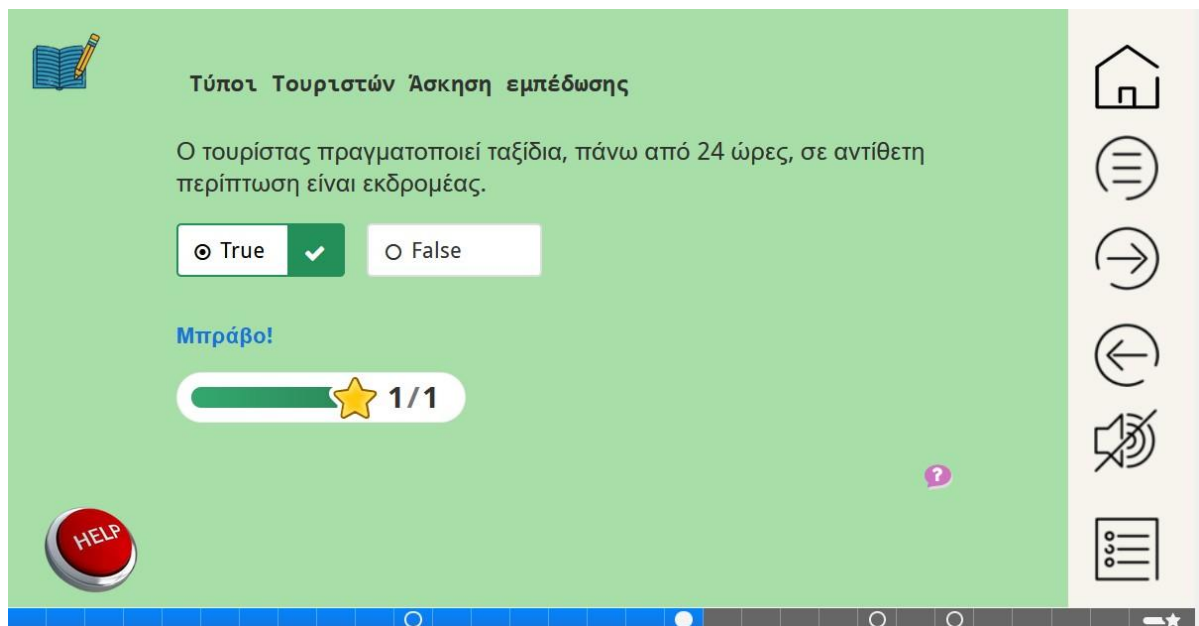 Τύποι Τουριστών Άσκηση εμπέδωσης
Ο τουρίστας πραγματοποιεί ταξίδια, πάνω από 24 ώρες, σε αντίθετη
περίπτωση είναι εκδρομέας.
True
False
Μπράβο!
1/1
?
HELP